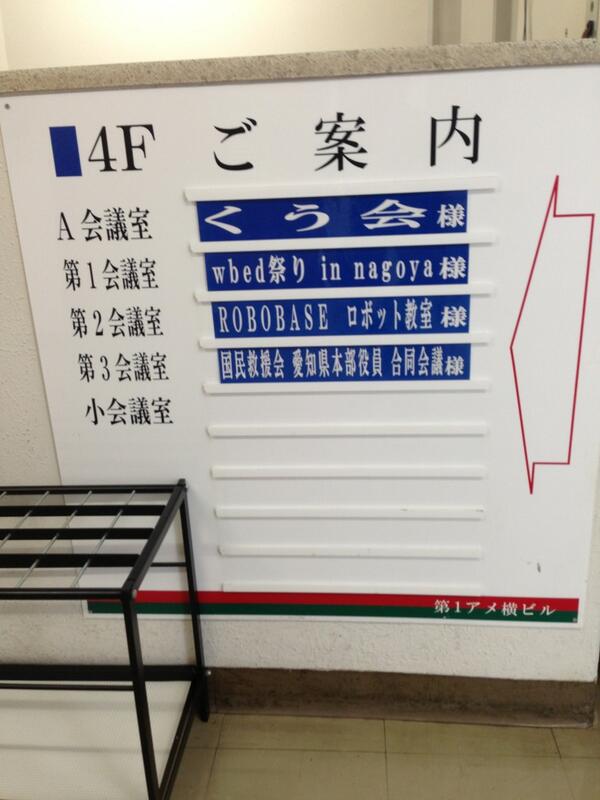 4F ご案内
A会議室 くう会様
第1会議室 wbed祭り in nagoya様
第2会議室 ROBOBASE ロボット教室様
第3会議室 国民救援会 愛知県本部役員 合同会議様
小会議室
第1アメ横ビル